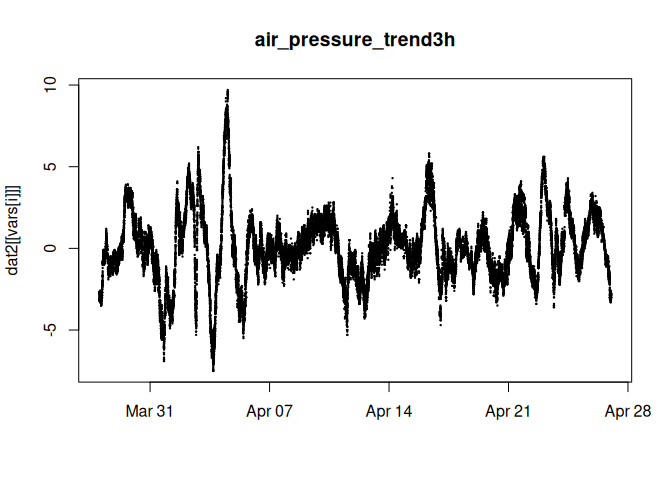 air_pressure_trend3h
dat2[[vars[i]]]
10
5
0
-5
Mar 31
Apr 07
Apr 14
Apr 21
Apr 28